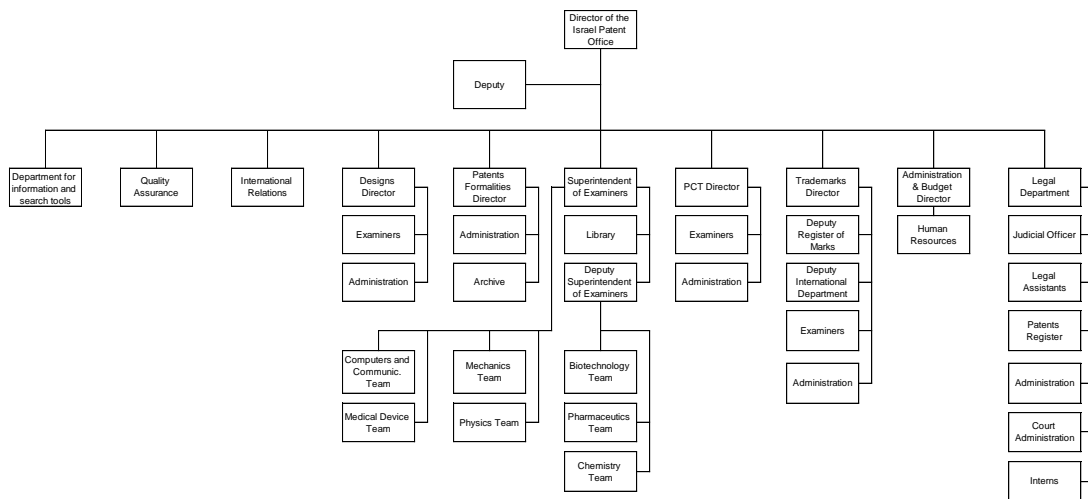 Director of the
Israel Patent
Office
Deputy
Department for
information and
search tools
Quality
Assurance
International
Relations
Designs
Director
Patents
Formalities
Director
Superintendent
of Examiners
PCT Director
Trademarks
Director
Administration
& Budget
Director
Legal
Department
Examiners
Administration
Library
Examiners
Deputy
Register of
Marks
Human
Resources
Judicial Officer
Administration
Archive
Deputy
Superintendent
of Examiners
Administration
Deputy
International
Department
Legal
Assistants
Examiners
Patents
Register
Computers and
Communic.
Team
Mechanics
Team
Biotechnology
Team
Administration
Administration
Medical Device
Team
Physics Team
Pharmaceutics
Team
Court
Administration
Chemistry
Team
Interns